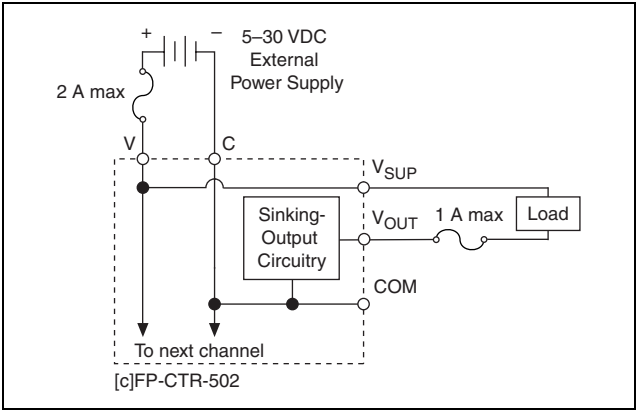 +
–
5–30 VDC
External
Power Supply
2 A max
V
C
VSUP
Sinking-
Output
Circuitry
VOUT
1 A max
Load
COM
To next channel
[c]FP-CTR-502